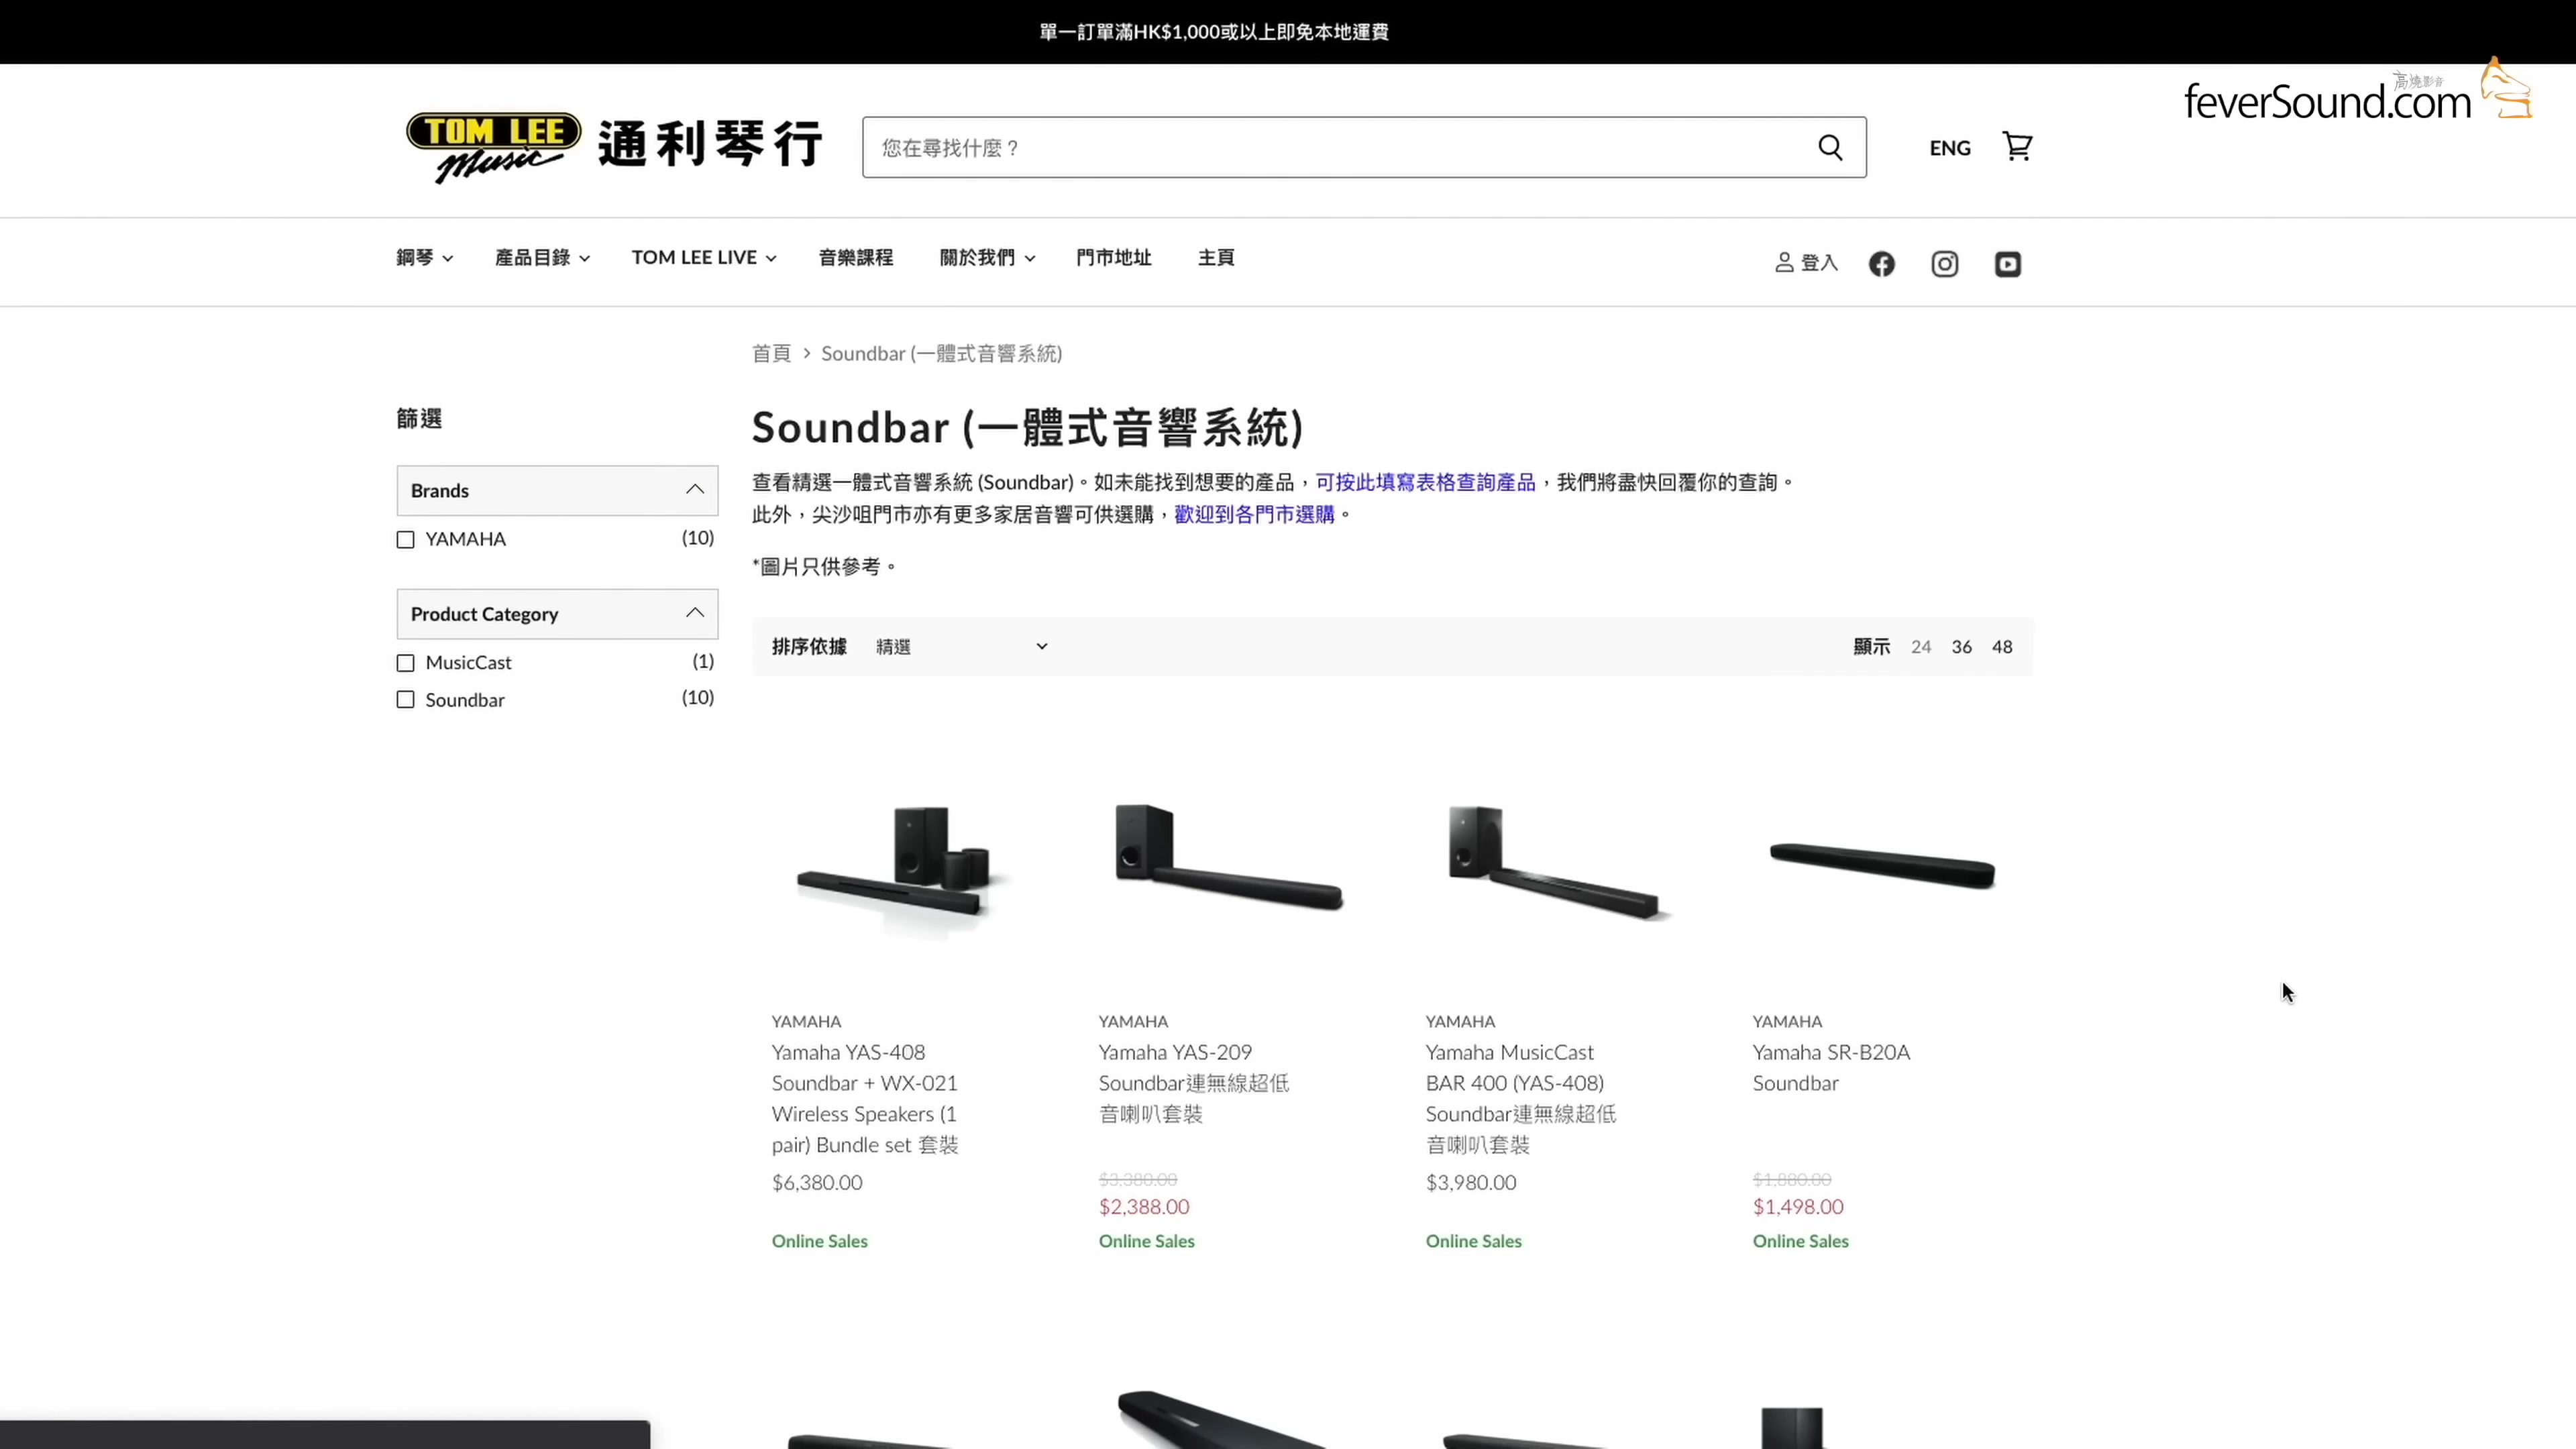 單一訂單滿HK$1,000或以上即免本地運費
高燒影音
feverSound.com
TOM LEE
Music
通利琴行
您在尋找什麼？
ENG
鋼琴
產品目錄
TOM LEE LIVE
音樂課程
關於我們
門市地址
主頁
登入
首頁 > Soundbar (一體式音響系統)
篩選
Brands
YAMAHA (10)
Product Category
MusicCast (1)
Soundbar (10)
Soundbar (一體式音響系統)
查看精選一體式音響系統 (Soundbar)。如未能找到想要的產品，可按此填寫表格查詢產品，我們將盡快回覆你的查詢。
此外，尖沙咀門市亦有更多家居音響可供選購，歡迎到各門市選購。
*圖片只供參考。
排序依據 精選
顯示 24 36 48
YAMAHA
Yamaha YAS-408
Soundbar + WX-021
Wireless Speakers (1
pair) Bundle set 套裝
$6,380.00
Online Sales
YAMAHA
Yamaha YAS-209
Soundbar連無線超低
音喇叭套裝
$3,380.00
$2,388.00
Online Sales
YAMAHA
Yamaha MusicCast
BAR 400 (YAS-408)
Soundbar連無線超低
音喇叭套裝
$3,980.00
Online Sales
YAMAHA
Yamaha SR-B20A
Soundbar
$1,880.00
$1,498.00
Online Sales